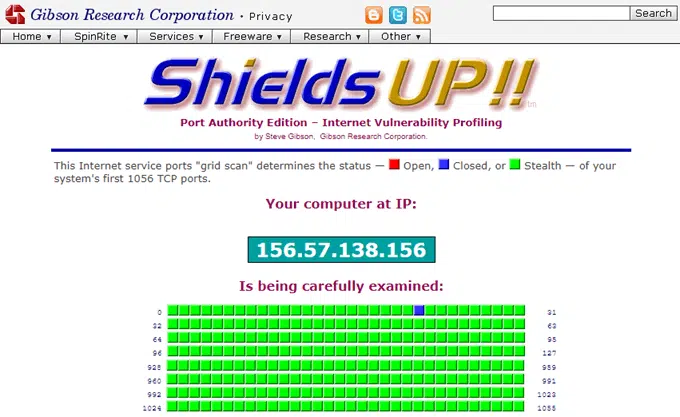 Gibson Research Corporation · Privacy
Search
Home ▾ SpinRite ▾ Services ▾ Freeware ▾ Research ▾ Other ▾
Shields UP!!
tm
Port Authority Edition – Internet Vulnerability Profiling
by Steve Gibson, Gibson Research Corporation.
This Internet service ports "grid scan" determines the status — Open, Closed, or Stealth — of your
system's first 1056 TCP ports.
Your computer at IP:
156.57.138.156
Is being carefully examined:
0 31
32 63
64 95
96 127
928 959
960 991
992 1023
1024 1055